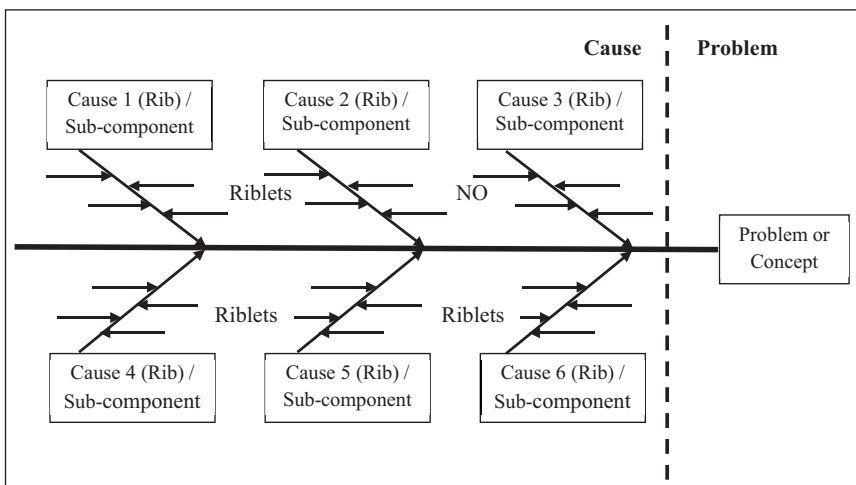 Cause
Problem
Cause 1 (Rib) /
Sub-component
Cause 2 (Rib) /
Sub-component
Cause 3 (Rib) /
Sub-component
Riblets
NO
Problem or
Concept
Riblets
Riblets
Cause 4 (Rib) /
Sub-component
Cause 5 (Rib) /
Sub-component
Cause 6 (Rib) /
Sub-component